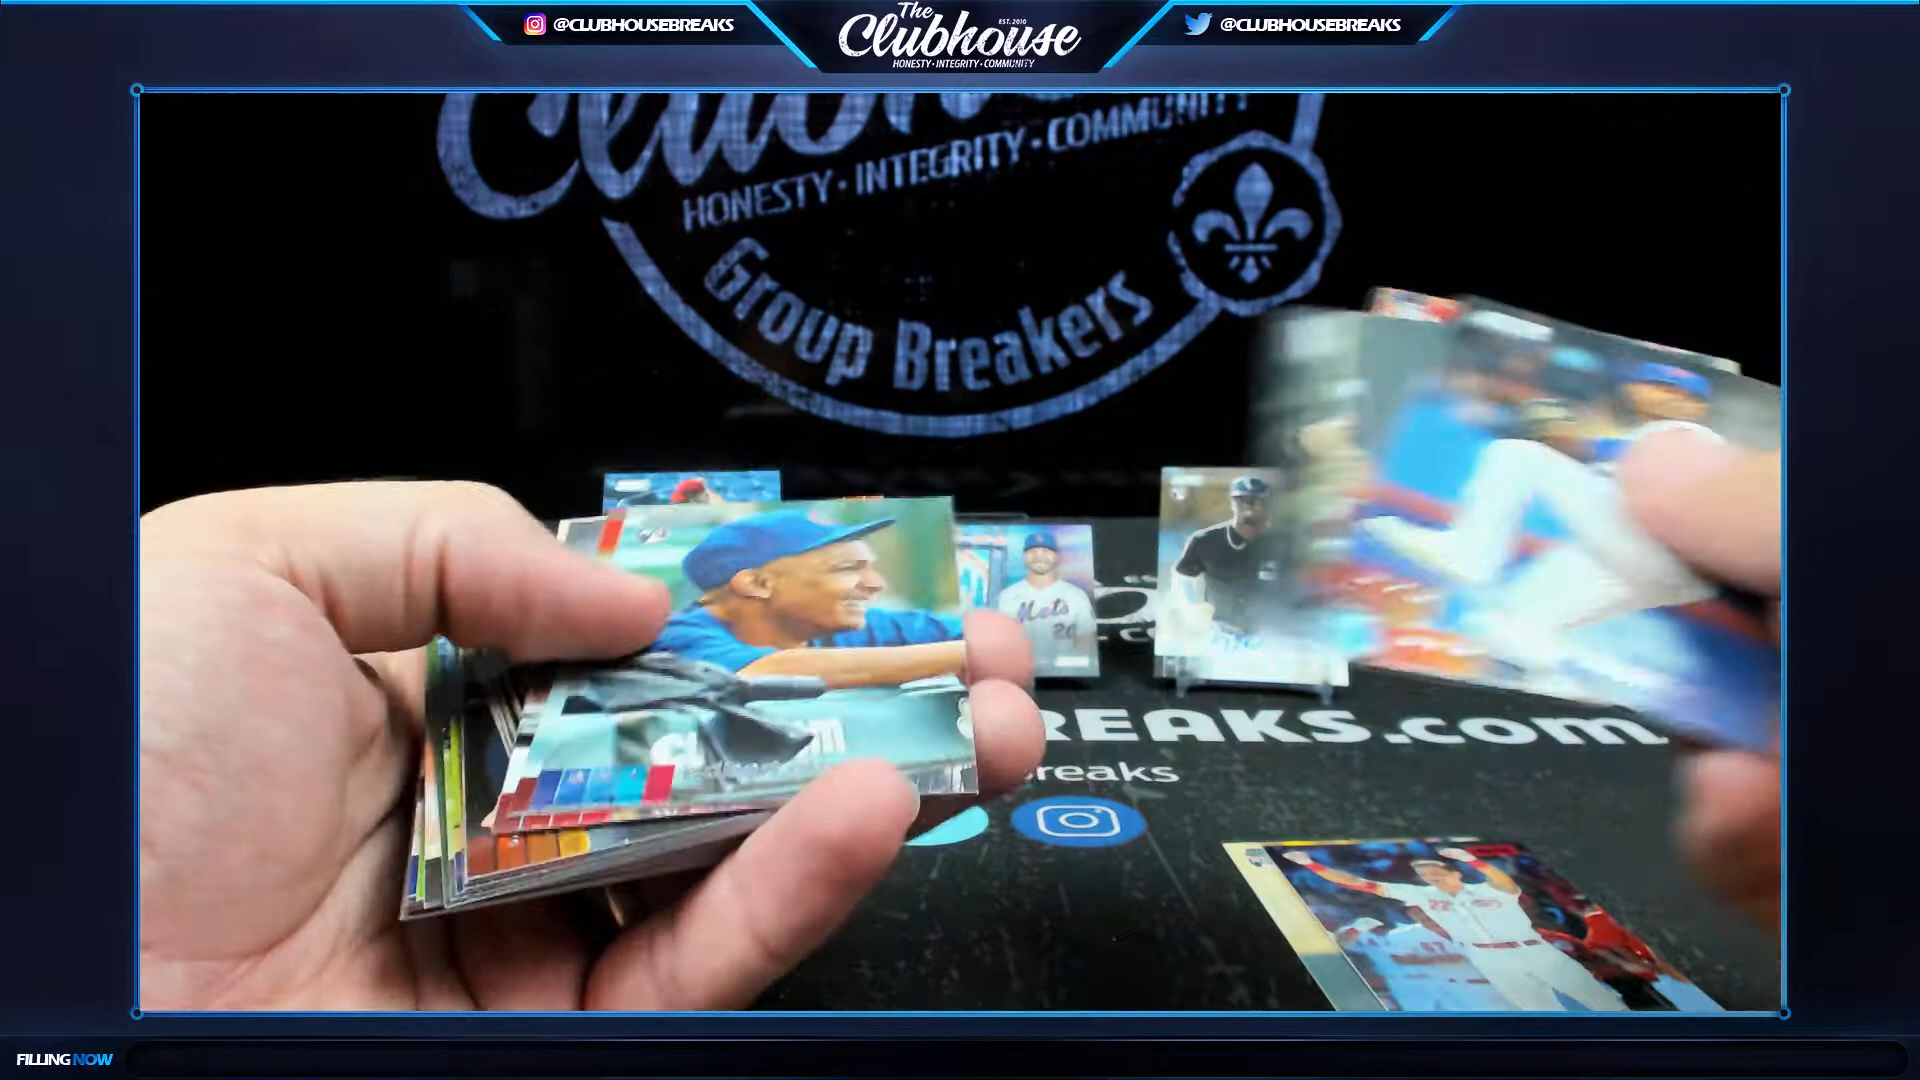 @CLUBHOUSEBREAKS
The
Clubhouse
EST. 2010
HONESTY • INTEGRITY • COMMUNITY
@CLUBHOUSEBREAKS
HONESTY • INTEGRITY • COMMUNITY
Group Breakers
Mets
20
REAKS.com
reaks
FILLING NOW